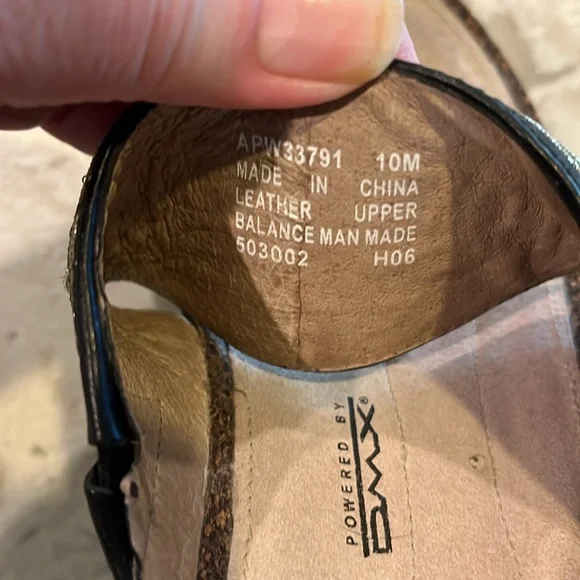 APW33791 10M
MADE IN CHINA
LEATHER UPPER
BALANCE MAN MADE
503002 H06
POWERED BY
DMX®